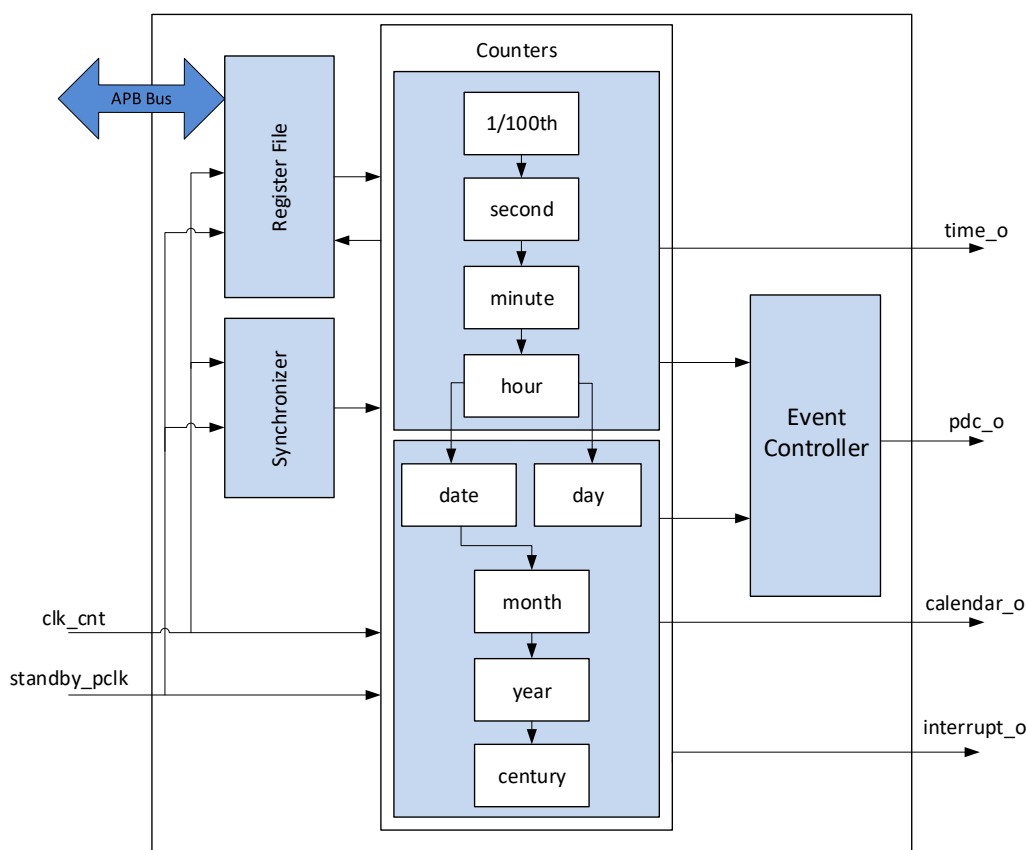 Counters
APB Bus
Register File
1/100th
second
minute
hour
time_o
Synchronizer
Event
Controller
pdc_o
date
day
month
year
century
clk_cnt
standby_pclk
calendar_o
interrupt_o